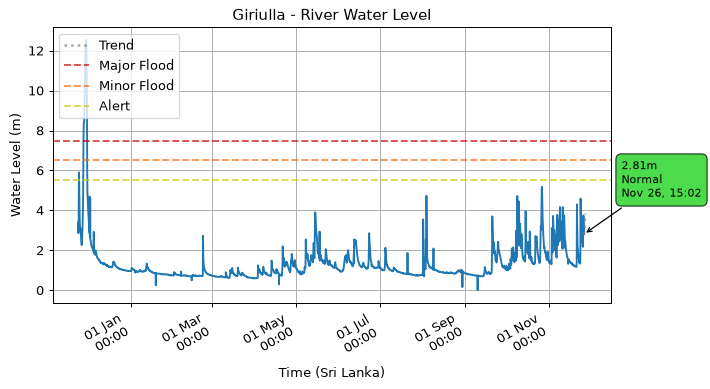 Giriulla - River Water Level
Trend
Major Flood
Minor Flood
Alert
Water Level (m)
12
10
8
6
4
2
0
2.81m
Normal
Nov 26, 15:02
01 Jan
00:00
01 Mar
00:00
01 May
00:00
01 Jul
00:00
01 Sep
00:00
01 Nov
00:00
Time (Sri Lanka)